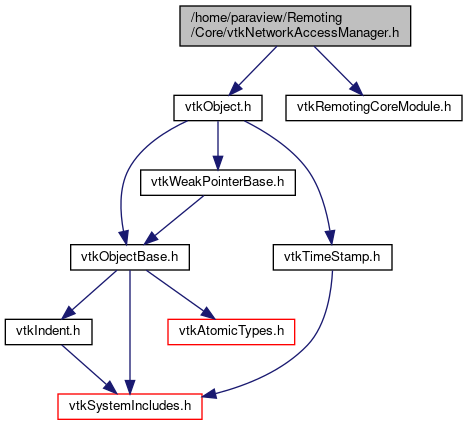 /home/paraview/Remoting
/Core/vtkNetworkAccessManager.h
vtkObject.h
vtkRemotingCoreModule.h
vtkWeakPointerBase.h
vtkObjectBase.h
vtkTimeStamp.h
vtkIndent.h
vtkAtomicTypes.h
vtkSystemIncludes.h